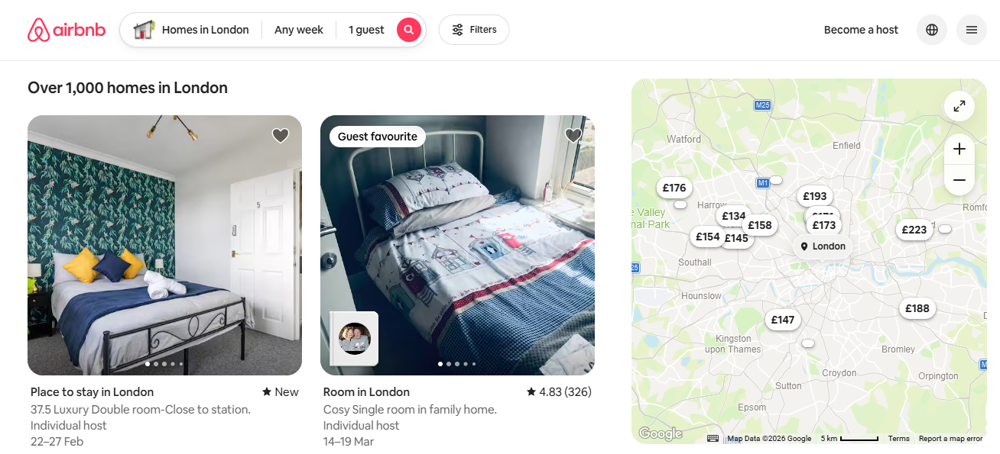 airbnb
Homes in London
Any week
1 guest
Filters
Become a host
Over 1,000 homes in London
5
Guest favourite
Place to stay in London
New
37.5 Luxury Double room-Close to station.
Individual host
22–27 Feb
Room in London
4.83 (326)
Cosy Single room in family home.
Individual host
14–19 Mar
M25
Watford
Enfield
M1
£176
£193
Harrow
Romfo
e Valley
nal Park
£134
£158
£173
£223
£154
£145
London
Southall
25
Hounslow
£147
£188
Kingston
upon Thames
Bromley
Croydon
Orpington
Sutton
Epsom
Google
Map Data ©2026 Google
5 km
Terms
Report a map error